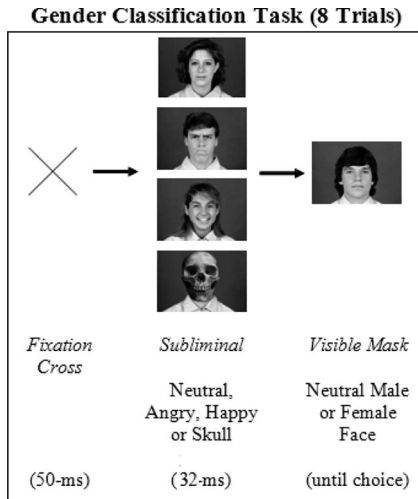 Gender Classification Task (8 Trials)
Fixation
Cross
(50-ms)
Subliminal
Neutral,
Angry, Happy
or Skull
(32-ms)
Visible Mask
Neutral Male
or Female
Face
(until choice)